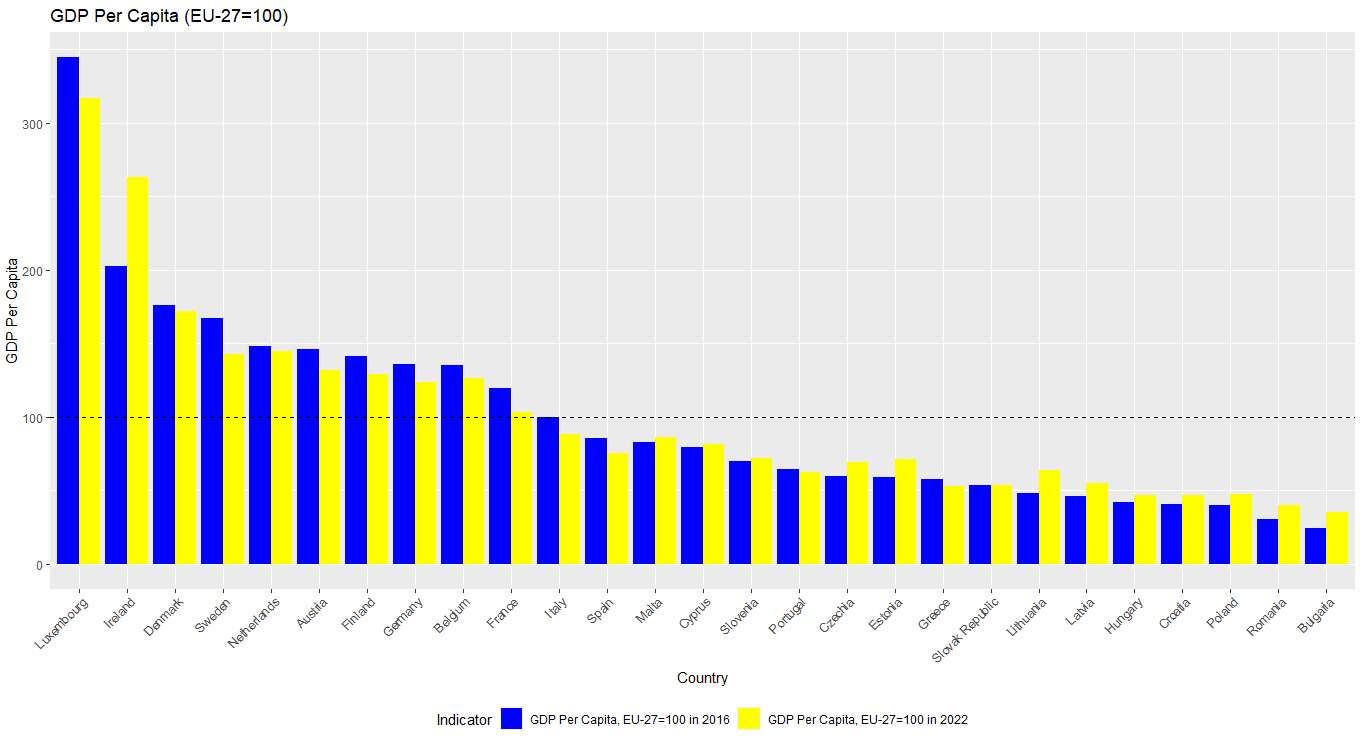 GDP Per Capita (EU-27=100)
GDP Per Capita
300
200
100
0
Luxembourg
Ireland
Denmark
Sweden
Netherlands
Austria
Finland
Germany
Belgium
France
Italy
Spain
Malta
Cyprus
Slovenia
Portugal
Czechia
Estonia
Greece
Slovak Republic
Lithuania
Latvia
Hungary
Croatia
Poland
Romania
Bulgaria
Country
Indicator GDP Per Capita, EU-27=100 in 2016 GDP Per Capita, EU-27=100 in 2022